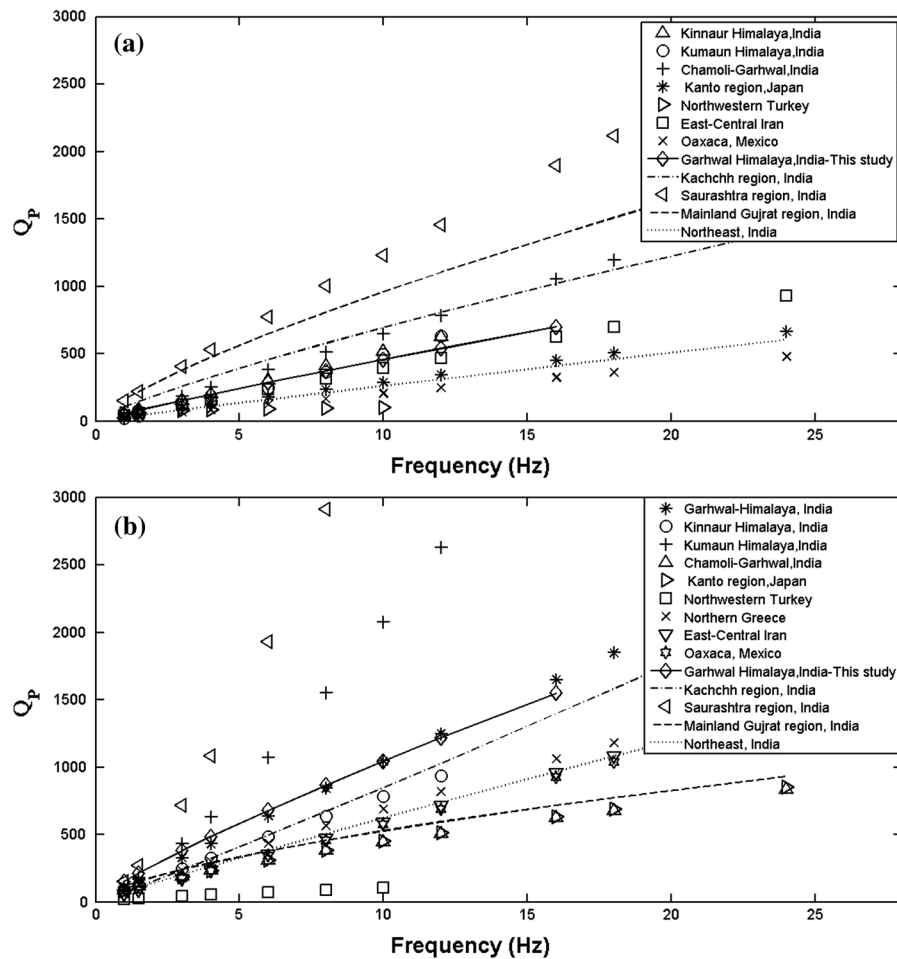 3000
(a)
2500
2000
1500
1000
500
0
Q_P
0 5 10 15 20 25
Frequency (Hz)
Kinnaur Himalaya,India
Kumaun Himalaya,India
Chamoli-Garhwal,India
Kanto region,Japan
Northwestern Turkey
East-Central Iran
Oaxaca, Mexico
Garhwal Himalaya,India-This study
Kachchh region, India
Saurashtra region, India
Mainland Gujrat region, India
Northeast, India
3000
(b)
2500
2000
1500
1000
500
0
Q_P
0 5 10 15 20 25
Frequency (Hz)
Garhwal-Himalaya, India
Kinnaur Himalaya, India
Kumaun Himalaya,India
Chamoli-Garhwal,India
Kanto region,Japan
Northwestern Turkey
Northern Greece
East-Central Iran
Oaxaca, Mexico
Garhwal Himalaya,India-This study
Kachchh region, India
Saurashtra region, India
Mainland Gujrat region, India
Northeast, India